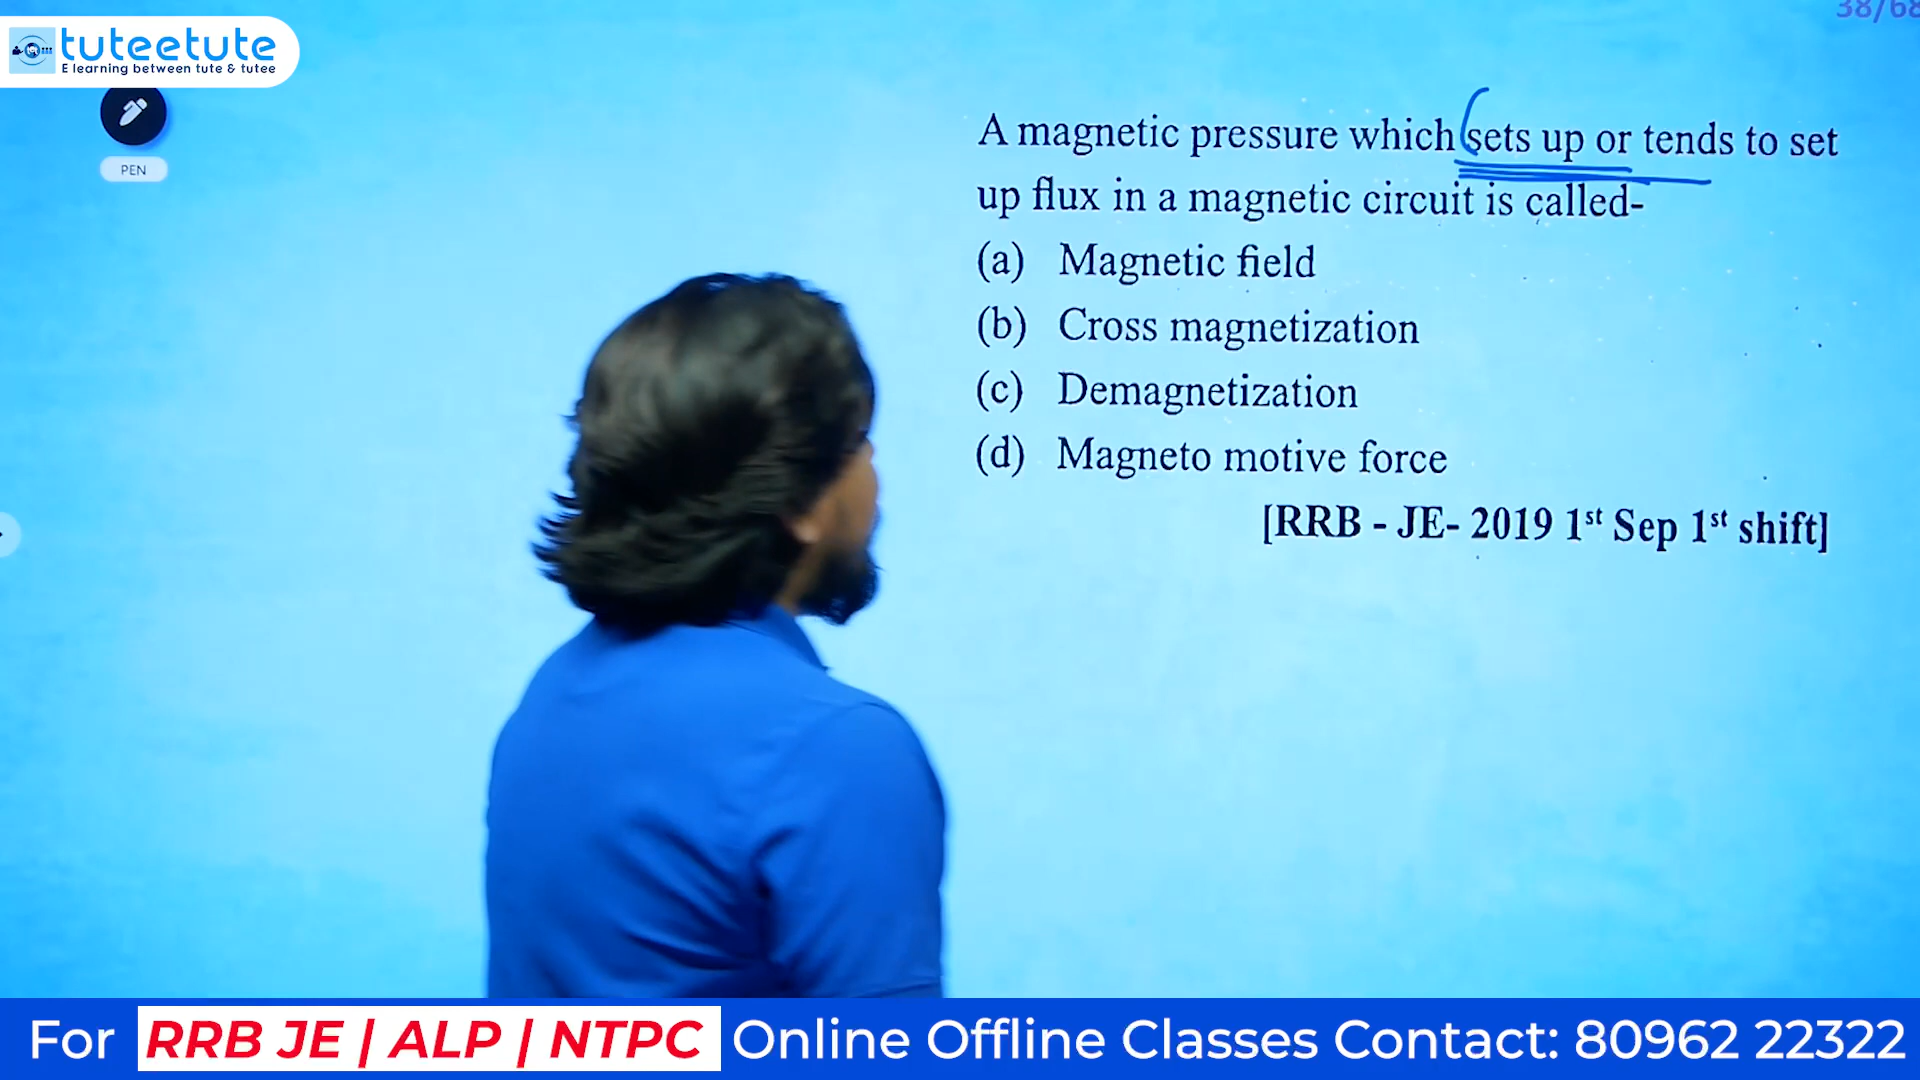 38/68
tuteetute
E learning between tute & tutee
PEN
A magnetic pressure which sets up or tends to set
up flux in a magnetic circuit is called-
(a) Magnetic field
(b) Cross magnetization
(c) Demagnetization
(d) Magneto motive force
[RRB - JE- 2019 1st Sep 1st shift]
For RRB JE | ALP | NTPC Online Offline Classes Contact: 80962 22322